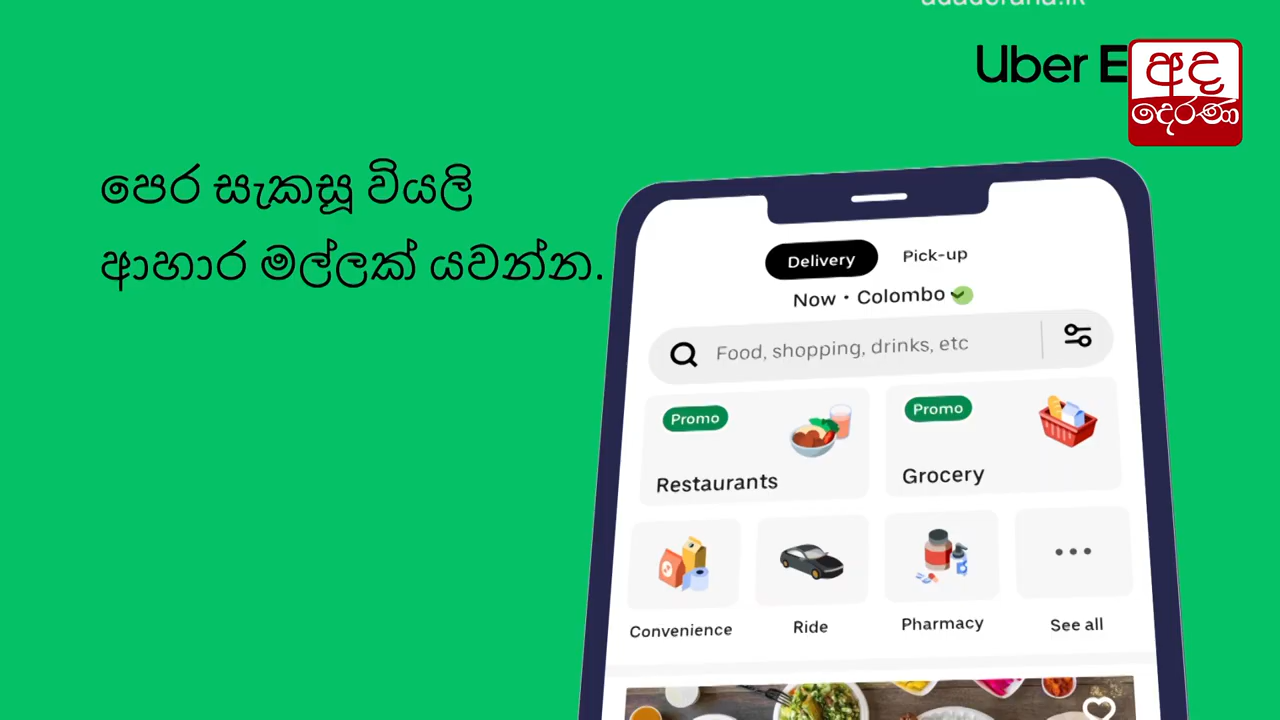 Uber E
අද
දෙරණ
පෙර සැකසූ වියලි
ආහාර මල්ලක් යවන්න.
Delivery
Pick-up
Now • Colombo
Food, shopping, drinks, etc
Promo
Promo
Restaurants
Grocery
Convenience
Ride
Pharmacy
See all